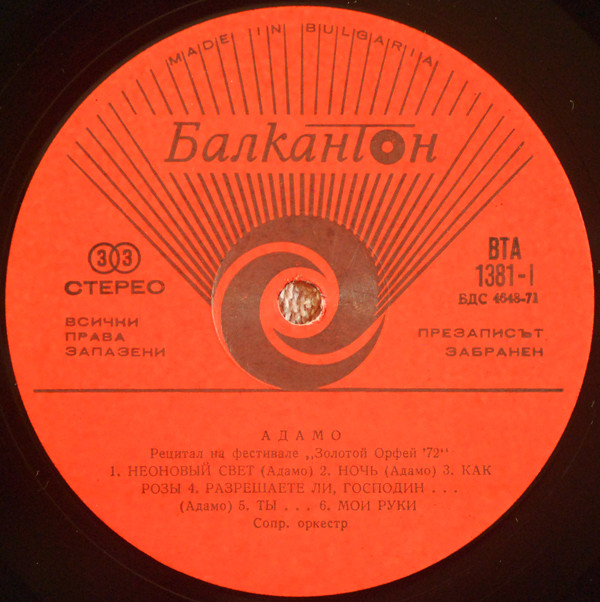 MADE IN BULGARIA
Балкантон
33
СТЕРЕО
ВСИЧКИ
ПРАВА
ЗАПАЗЕНИ
ВТА
1381-I
БДС 4648-71
ПРЕЗАПИСЪТ
ЗАБРАНЕН
АДАМО
Рецитал на фестивале „Золотой Орфей '72"
1. НЕОНОВЫЙ СВЕТ (Адамо) 2. НОЧЬ (Адамо) 3. КАК
РОЗЫ 4. РАЗРЕШАЕТЕ ЛИ, ГОСПОДИН . . .
(Адамо) 5. ТЫ . . . 6. МОИ РУКИ
Сопр. оркестр